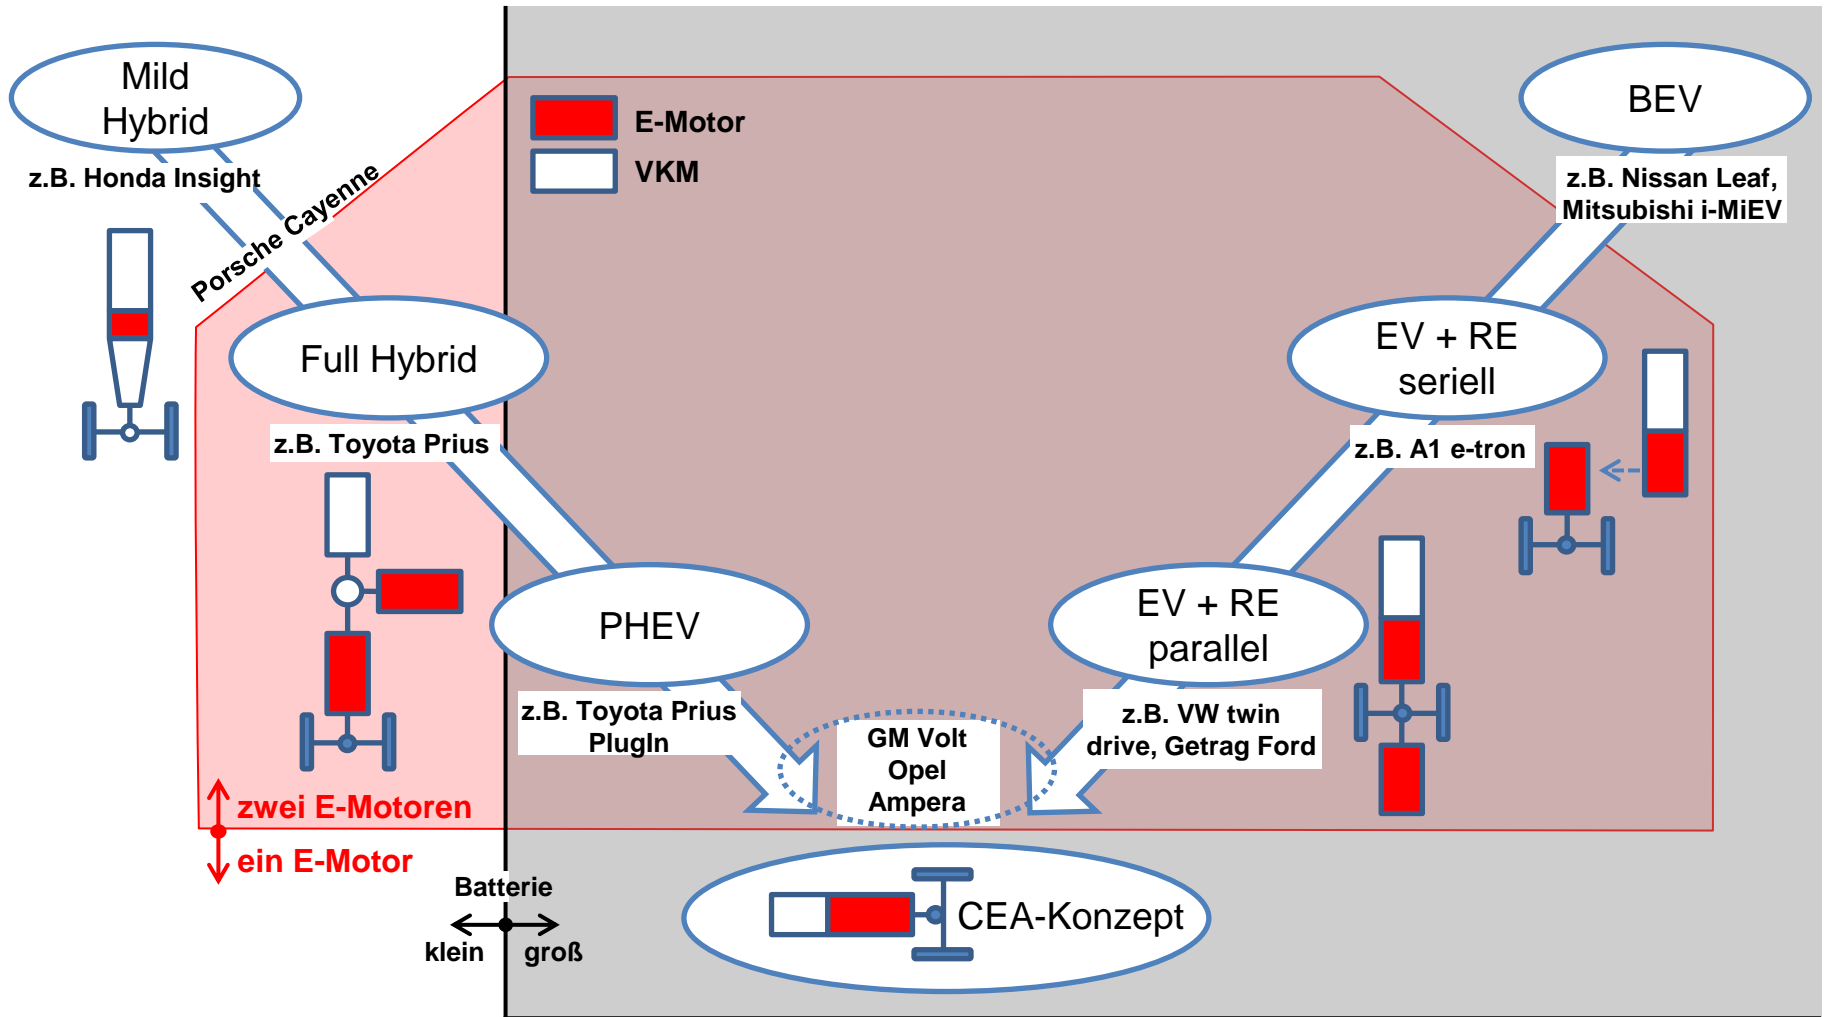 Mild
Hybrid
z.B. Honda Insight
Porsche Cayenne
E-Motor
VKM
BEV
z.B. Nissan Leaf,
Mitsubishi i-MiEV
Full Hybrid
z.B. Toyota Prius
EV + RE
seriell
z.B. A1 e-tron
PHEV
z.B. Toyota Prius
PlugIn
EV + RE
parallel
z.B. VW twin
drive, Getrag Ford
GM Volt
Opel
Ampera
zwei E-Motoren
ein E-Motor
Batterie
klein
groß
CEA-Konzept